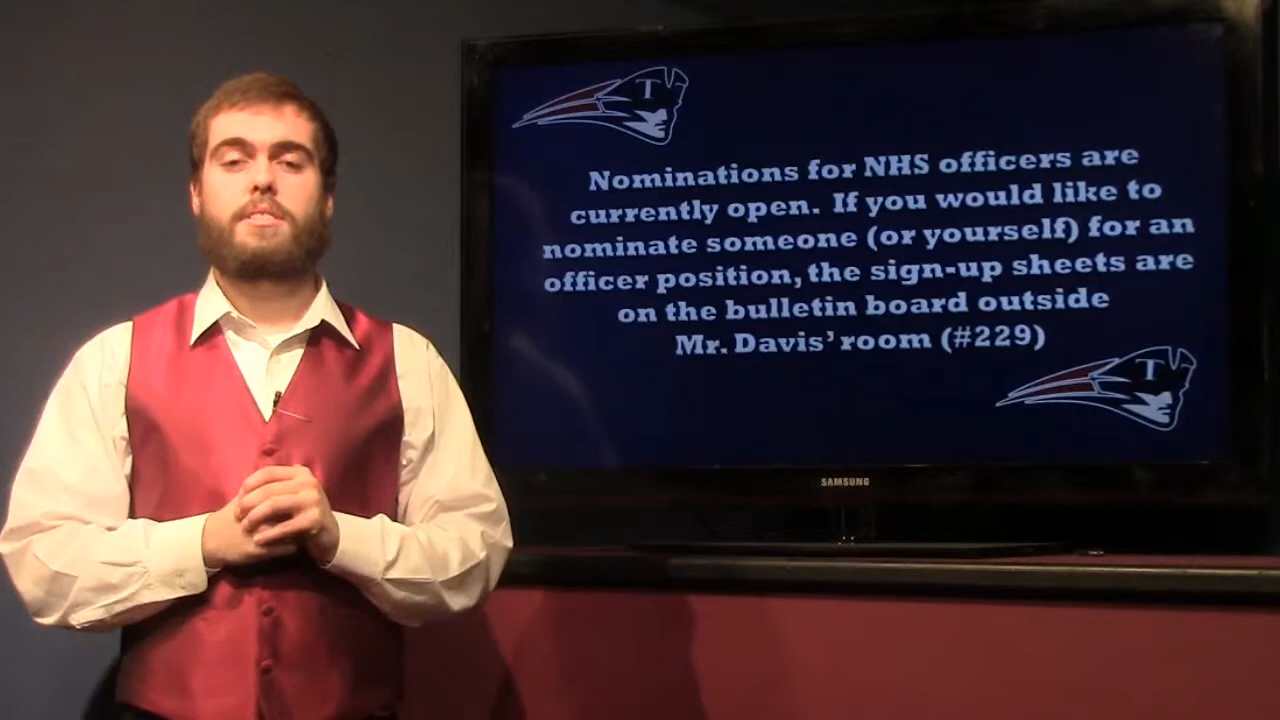 T
Nominations for NHS officers are
currently open. If you would like to
nominate someone (or yourself) for an
officer position, the sign-up sheets are
on the bulletin board outside
Mr. Davis' room (#229)
T
SAMSUNG